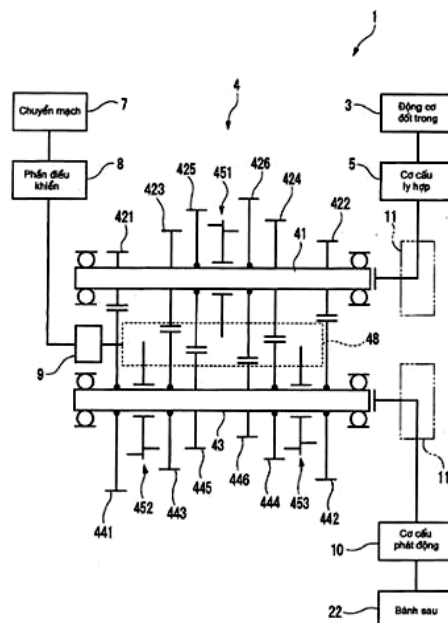 1
Chuyển mạch
7
4
3
Động cơ
đốt trong
Phần điều
khiển
8
5
Cơ cấu
ly hợp
425
451
426
423
424
421
422
41
11
9
48
43
11
441
452
443
445
446
444
453
442
10
Cơ cấu
phát động
22
Bánh sau